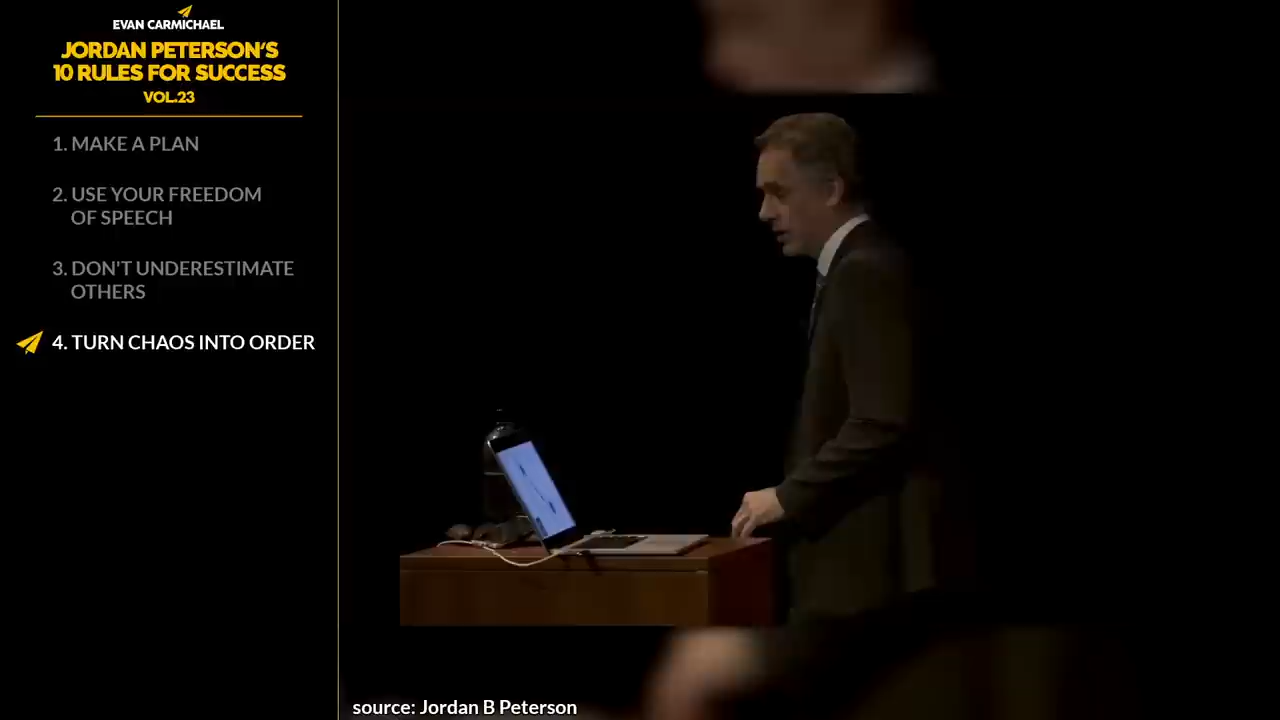 EVAN CARMICHAEL
JORDAN PETERSON'S
10 RULES FOR SUCCESS
VOL.23
1. MAKE A PLAN
2. USE YOUR FREEDOM
OF SPEECH
3. DON'T UNDERESTIMATE
OTHERS
4. TURN CHAOS INTO ORDER
source: Jordan B Peterson